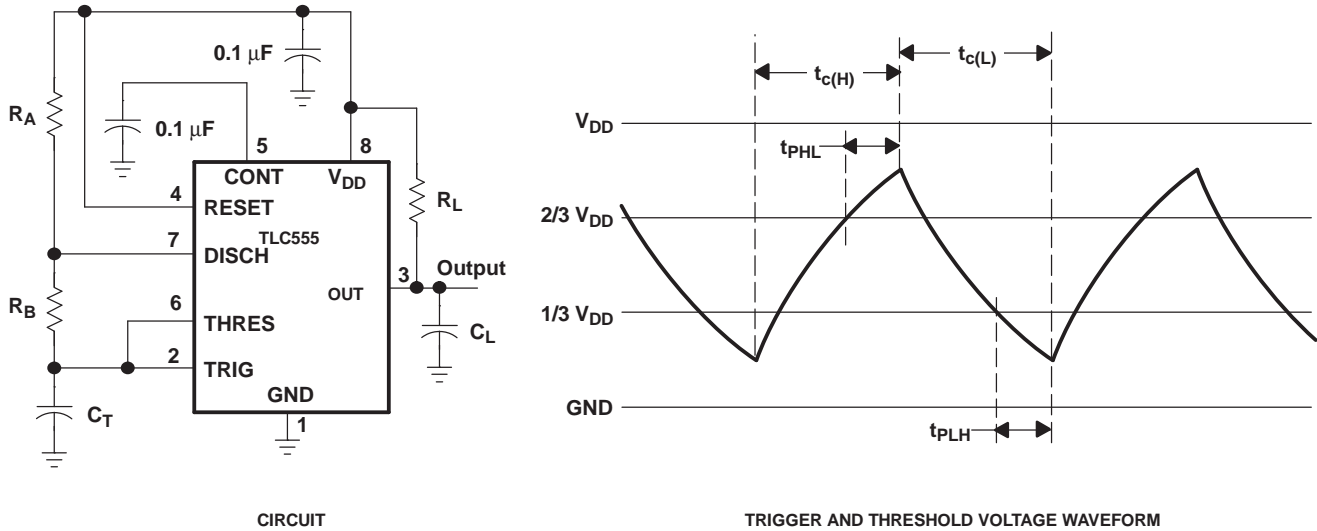 0.1 μF
R_A
0.1 μF
5
8
CONT
V_DD
4
RESET
R_L
7
DISCH
TLC555
3
Output
OUT
R_B
6
THRES
C_L
2
TRIG
GND
C_T
1
CIRCUIT
t_c(H)
t_c(L)
V_DD
t_PHL
2/3 V_DD
1/3 V_DD
GND
t_PLH
TRIGGER AND THRESHOLD VOLTAGE WAVEFORM